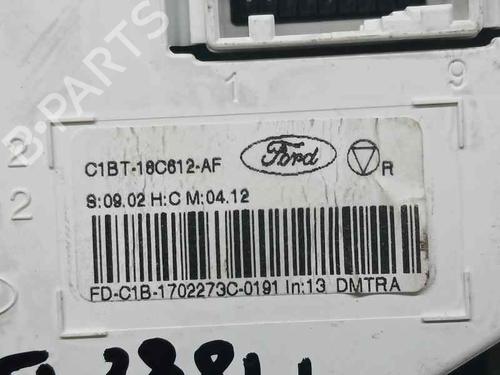 1
9
2
2
C1BT-18C612-AF
Ford
R
S:09.02 H:C M:04.12
FD-C1B-1702273C-0191 In:13 DMTRA
B-PARTS